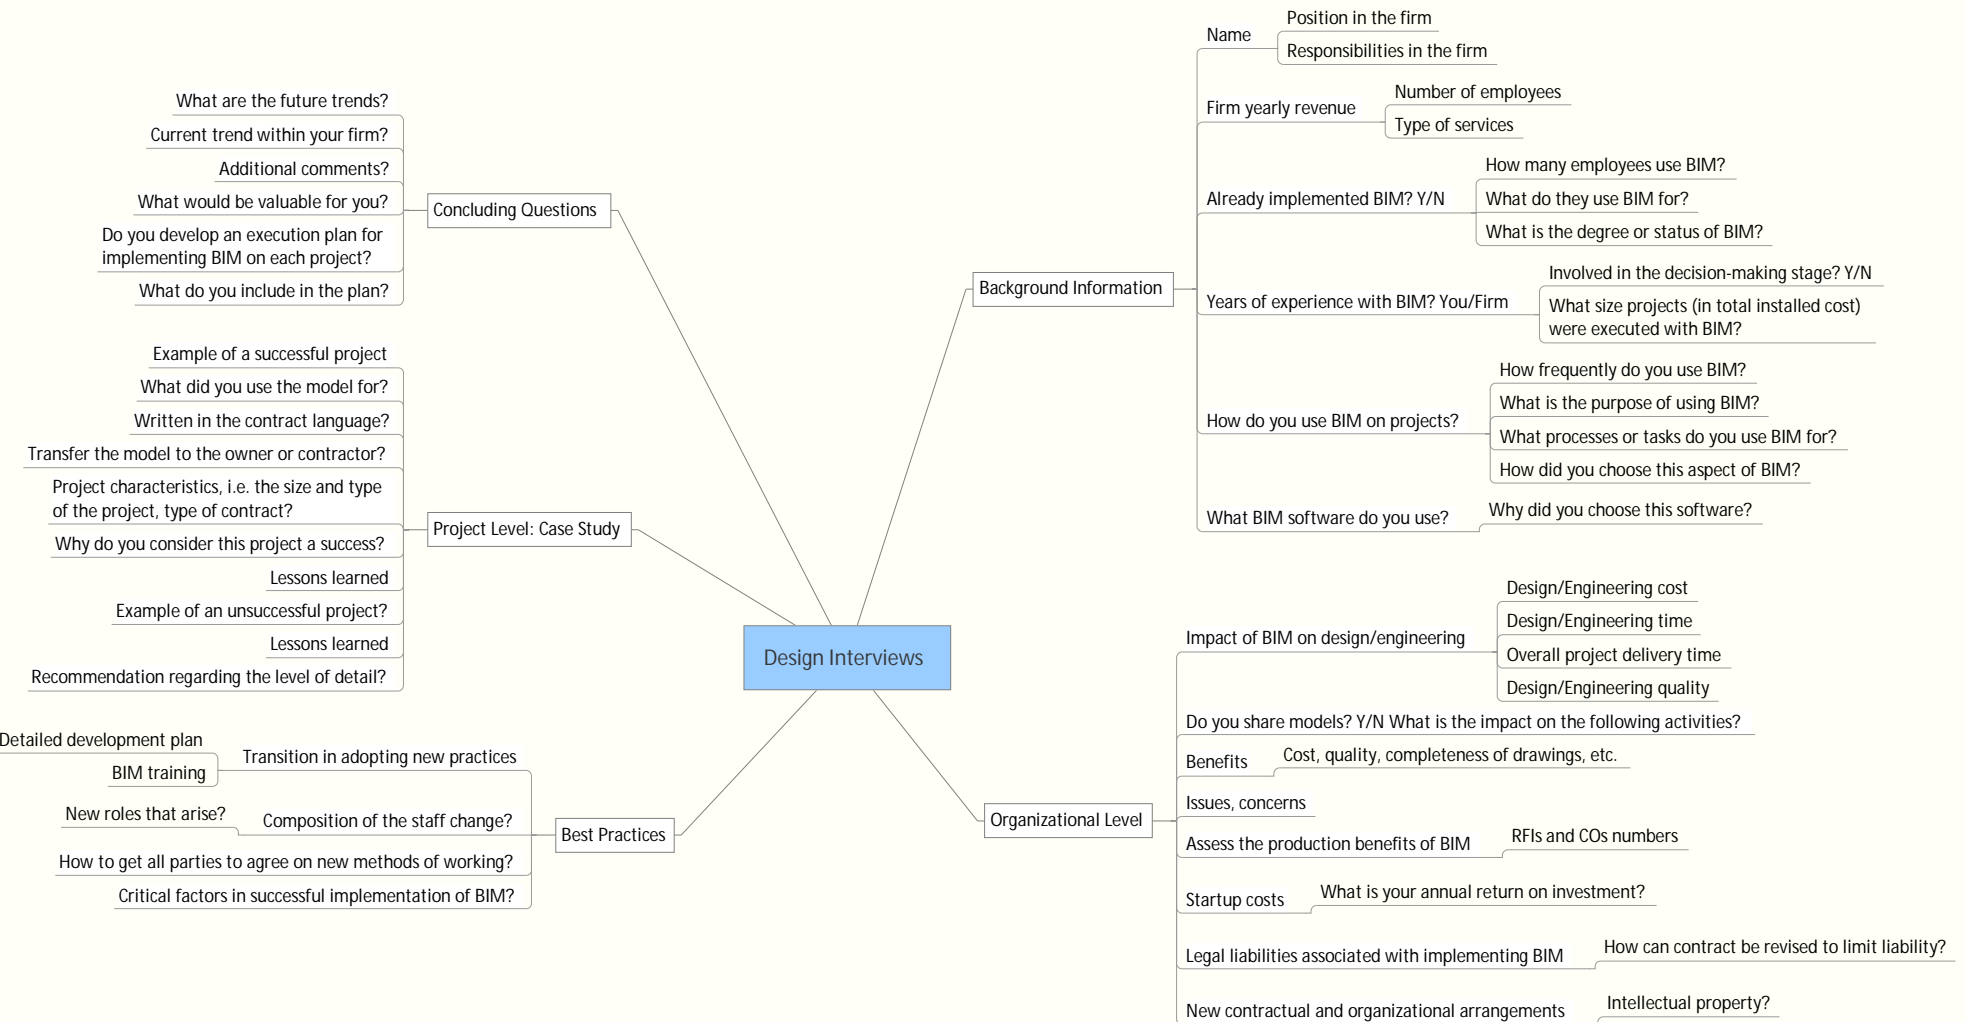 Design Interviews
Background Information
Name
Position in the firm
Responsibilities in the firm
Firm yearly revenue
Number of employees
Type of services
Already implemented BIM? Y/N
How many employees use BIM?
What do they use BIM for?
What is the degree or status of BIM?
Years of experience with BIM? You/Firm
Involved in the decision-making stage? Y/N
What size projects (in total installed cost)
were executed with BIM?
How do you use BIM on projects?
How frequently do you use BIM?
What is the purpose of using BIM?
What processes or tasks do you use BIM for?
How did you choose this aspect of BIM?
What BIM software do you use?
Why did you choose this software?
Organizational Level
Impact of BIM on design/engineering
Design/Engineering cost
Design/Engineering time
Overall project delivery time
Design/Engineering quality
Do you share models? Y/N What is the impact on the following activities?
Benefits
Cost, quality, completeness of drawings, etc.
Issues, concerns
Assess the production benefits of BIM
RFIs and COs numbers
Startup costs
What is your annual return on investment?
Legal liabilities associated with implementing BIM
How can contract be revised to limit liability?
New contractual and organizational arrangements
Intellectual property?
Concluding Questions
What are the future trends?
Current trend within your firm?
Additional comments?
What would be valuable for you?
Do you develop an execution plan for
implementing BIM on each project?
What do you include in the plan?
Project Level: Case Study
Example of a successful project
What did you use the model for?
Written in the contract language?
Transfer the model to the owner or contractor?
Project characteristics, i.e. the size and type
of the project, type of contract?
Why do you consider this project a success?
Lessons learned
Example of an unsuccessful project?
Lessons learned
Recommendation regarding the level of detail?
Best Practices
Transition in adopting new practices
Detailed development plan
BIM training
Composition of the staff change?
New roles that arise?
How to get all parties to agree on new methods of working?
Critical factors in successful implementation of BIM?